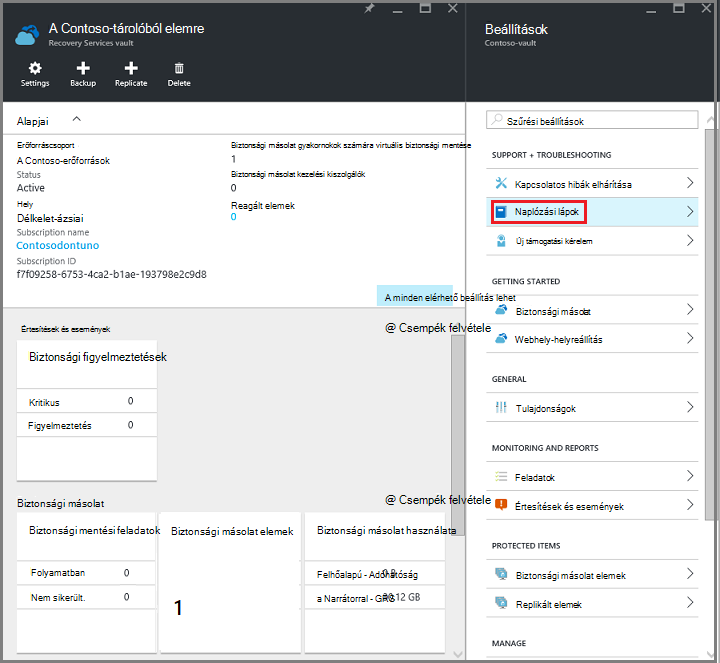 A Contoso-tárolóból elemre
Recovery Services vault
Settings
Backup
Replicate
Delete
Alapjai
Erőforráscsoport
A Contoso-erőforrások
Status
Active
Hely
Délkelet-ázsiai
Subscription name
Contosodontuno
Subscription ID
f7f09258-6753-4ca2-b1ae-193798e2c9d8
Biztonsági másolat gyakornokok számára virtuális biztonsági mentése
1
Biztonsági másolat kezelési kiszolgálók
0
Reagált elemek
0
A minden elérhető beállítás lehet
Értesítések és események
@ Csempék felvétele
Biztonsági figyelmeztetések
Kritikus 0
Figyelmeztetés 0
Biztonsági másolat
@ Csempék felvétele
Biztonsági mentési feladatok
Folyamatban 0
Nem sikerült. 0
Biztonsági másolat elemek
1
Biztonsági másolat használata
Felhőalapú - Adóhatóság
a Narrátorral - GRS
Beállítások
Contoso-vault
Szűrési beállítások
SUPPORT + TROUBLESHOOTING
Kapcsolatos hibák elhárítása
Naplózási lápok
Új támogatási kérelem
GETTING STARTED
Biztonsági másolat
Webhely-helyreállítás
GENERAL
Tulajdonságok
MONITORING AND REPORTS
Feladatok
Értesítések és események
PROTECTED ITEMS
Biztonsági másolat elemek
Replikált elemek
MANAGE